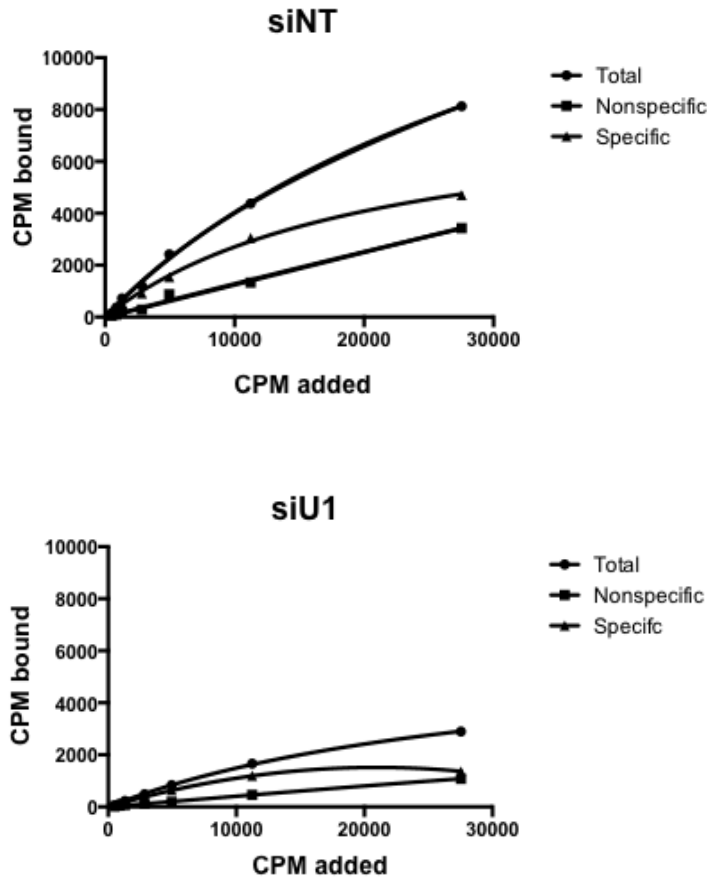 siNT
10000
8000
6000
4000
2000
0
CPM bound
0 10000 20000 30000
CPM added
Total
Nonspecific
Specific
siU1
10000
8000
6000
4000
2000
0
CPM bound
0 10000 20000 30000
CPM added
Total
Nonspecific
Specifc